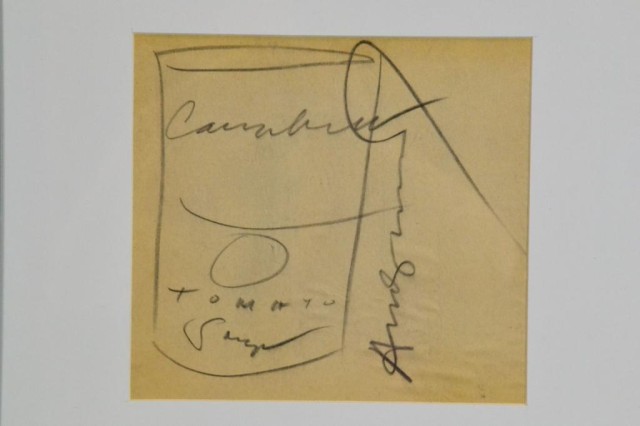 Campbell
TOMATO
Soup
Andy Warhol